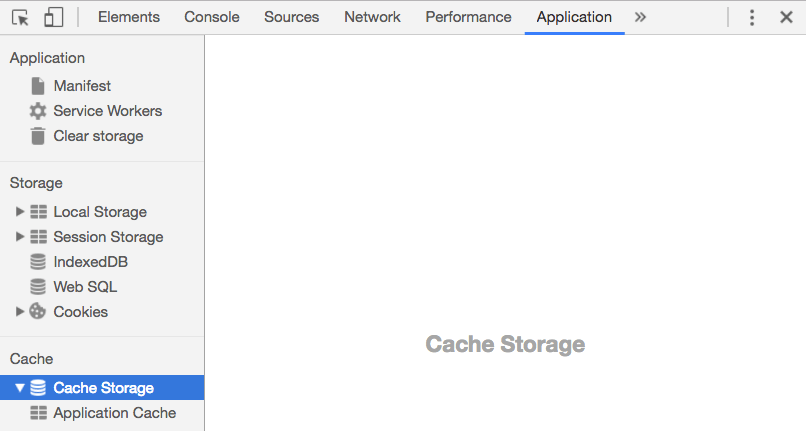 Elements Console Sources Network Performance Application »
Application
Manifest
Service Workers
Clear storage
Storage
Local Storage
Session Storage
IndexedDB
Web SQL
Cookies
Cache
Cache Storage
Application Cache
Cache Storage